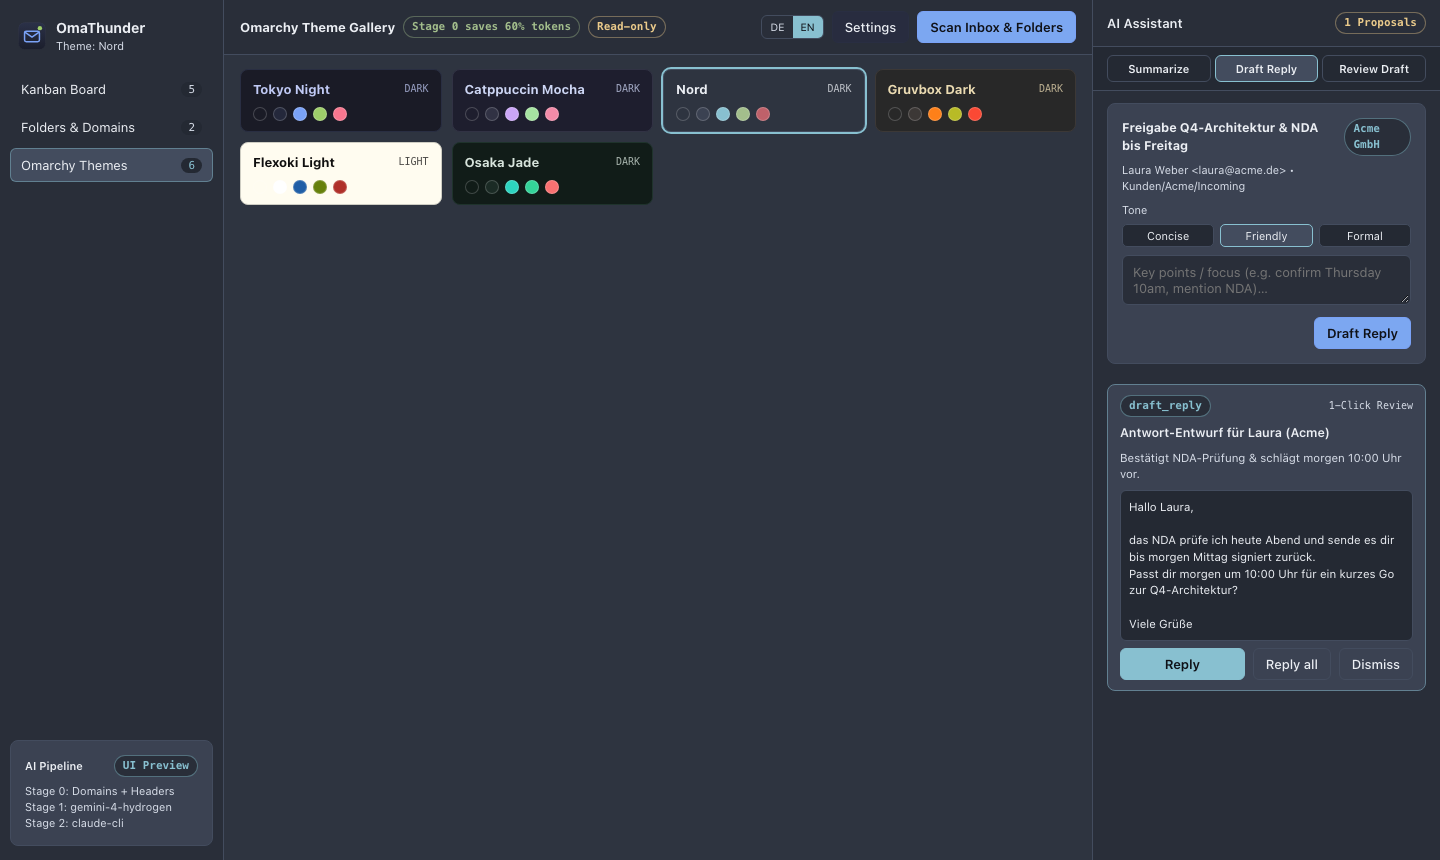 OmaThunder
Theme: Nord
Kanban Board 5
Folders & Domains 2
Omarchy Themes 6
AI Pipeline UI Preview
Stage 0: Domains + Headers
Stage 1: gemini-4-hydrogen
Stage 2: claude-cli
Omarchy Theme Gallery Stage 0 saves 60% tokens Read-only DE EN Settings Scan Inbox & Folders
Tokyo Night DARK
Catppuccin Mocha DARK
Nord DARK
Gruvbox Dark DARK
Flexoki Light LIGHT
Osaka Jade DARK
AI Assistant 1 Proposals
Summarize Draft Reply Review Draft
Freigabe Q4-Architektur & NDA
bis Freitag
Acme
GmbH
Laura Weber <laura@acme.de> •
Kunden/Acme/Incoming
Tone
Concise Friendly Formal
Key points / focus (e.g. confirm Thursday
10am, mention NDA)...
Draft Reply
draft_reply 1-Click Review
Antwort-Entwurf für Laura (Acme)
Bestätigt NDA-Prüfung & schlägt morgen 10:00 Uhr
vor.
Hallo Laura,
das NDA prüfe ich heute Abend und sende es dir
bis morgen Mittag signiert zurück.
Passt dir morgen um 10:00 Uhr für ein kurzes Go
zur Q4-Architektur?
Viele Grüße
Reply Reply all Dismiss